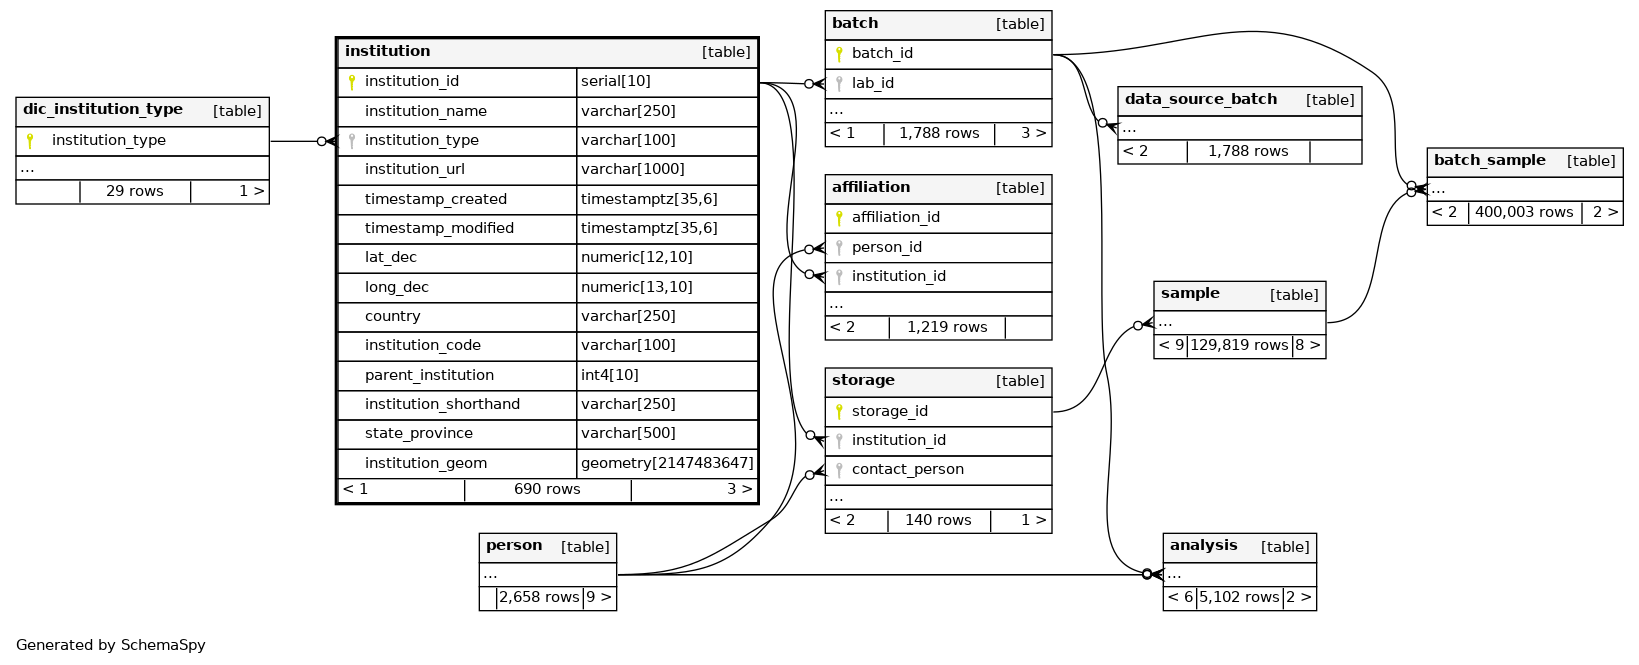 dic_institution_type [table]
institution_type
...
29 rows 1 >
institution [table]
institution_id serial[10]
institution_name varchar[250]
institution_type varchar[100]
institution_url varchar[1000]
timestamp_created timestamptz[35,6]
timestamp_modified timestamptz[35,6]
lat_dec numeric[12,10]
long_dec numeric[13,10]
country varchar[250]
institution_code varchar[100]
parent_institution int4[10]
institution_shorthand varchar[250]
state_province varchar[500]
institution_geom geometry[2147483647]
< 1 690 rows 3 >
batch [table]
batch_id
lab_id
...
< 1 1,788 rows 3 >
affiliation [table]
affiliation_id
person_id
institution_id
...
< 2 1,219 rows
storage [table]
storage_id
institution_id
contact_person
...
< 2 140 rows 1 >
person [table]
...
2,658 rows 9 >
data_source_batch [table]
...
< 2 1,788 rows
sample [table]
...
< 9 129,819 rows 8 >
analysis [table]
...
< 6 5,102 rows 2 >
batch_sample [table]
...
< 2 400,003 rows 2 >
Generated by SchemaSpy